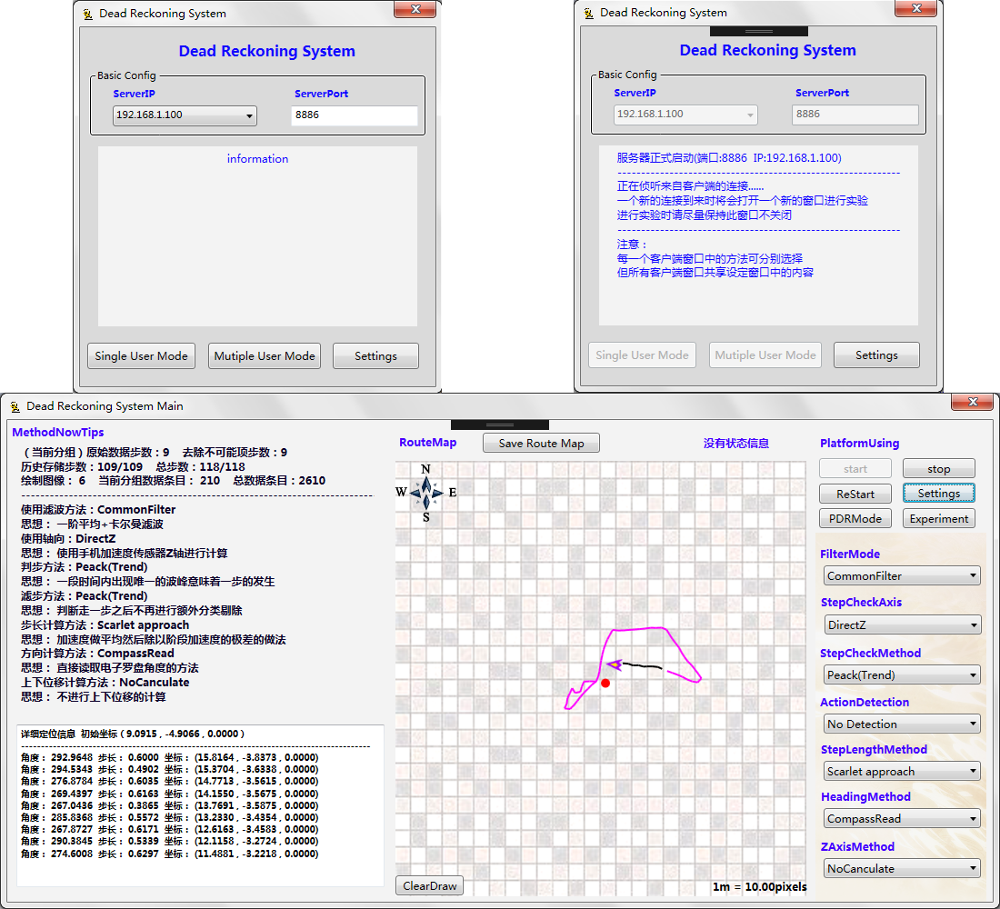 Dead Reckoning System
Dead Reckoning System
Basic Config
ServerIP ServerPort
192.168.1.100 8886
information
Single User Mode Mutiple User Mode Settings
Dead Reckoning System
Dead Reckoning System
Basic Config
ServerIP ServerPort
192.168.1.100 8886
服务器正式启动(端口:8886 IP:192.168.1.100)
正在侦听来自客户端的连接......
一个新的连接到来时将会打开一个新的窗口进行实验
进行实验时请尽量保持此窗口不关闭
注意：
每一个客户端窗口中的方法可分别选择
但所有客户端窗口共享设定窗口中的内容
Single User Mode Mutiple User Mode Settings
Dead Reckoning System Main
MethodNowTips
（当前分组）原始数据步数：9 去除不可能项步数：9
历史存储步数：109/109 总步数：118/118
绘制图像： 6 当前分组数据条目： 210 总数据条目：2610
使用滤波方法：CommonFilter
思想： 一阶平均+卡尔曼滤波
使用轴向：DirectZ
思想： 使用手机加速度传感器Z轴进行计算
判步方法：Peack(Trend)
思想： 一段时间内出现唯一的波峰意味着一步的发生
滤步方法：Peack(Trend)
思想： 判断走一步之后不再进行额外分类剔除
步长计算方法：Scarlet approach
思想： 加速度做平均然后除以阶段加速度的极差的做法
方向计算方法：CompassRead
思想： 直接读取电子罗盘角度的方法
上下位移计算方法：NoCanculate
思想： 不进行上下位移的计算
详细定位信息 初始坐标（9.0915 , -4.9066 , 0.0000 ）
角度： 292.9648 步长： 0.6000 坐标： (15.8164 , -3.8373 , 0.0000)
角度： 294.5343 步长： 0.4902 坐标： (15.3704 , -3.6338 , 0.0000)
角度： 276.8784 步长： 0.6035 坐标： (14.7713 , -3.5615 , 0.0000)
角度： 269.4397 步长： 0.6163 坐标： (14.1550 , -3.5675 , 0.0000)
角度： 267.0436 步长： 0.3865 坐标： (13.7691 , -3.5875 , 0.0000)
角度： 285.8368 步长： 0.5572 坐标： (13.2330 , -3.4354 , 0.0000)
角度： 267.8727 步长： 0.6171 坐标： (12.6163 , -3.4583 , 0.0000)
角度： 290.3845 步长： 0.5339 坐标： (12.1158 , -3.2724 , 0.0000)
角度： 274.6008 步长： 0.6297 坐标： (11.4881 , -3.2218 , 0.0000)
RouteMap Save Route Map 没有状态信息
N
W E
S
ClearDraw 1m = 10.00pixels
PlatformUsing
start stop
ReStart Settings
PDRMode Experiment
FilterMode
CommonFilter
StepCheckAxis
DirectZ
StepCheckMethod
Peack(Trend)
ActionDetection
No Detection
StepLengthMethod
Scarlet approach
HeadingMethod
CompassRead
ZAxisMethod
NoCanculate